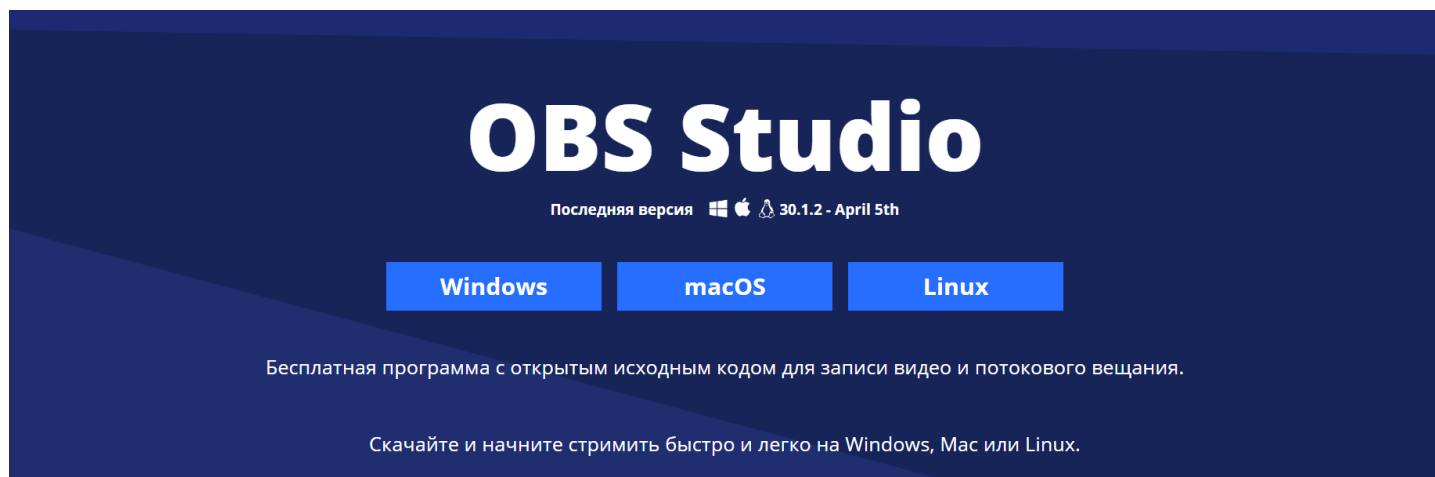 OBS Studio
Последняя версия 30.1.2 - April 5th
Windows macOS Linux
Бесплатная программа с открытым исходным кодом для записи видео и потокового вещания.
Скачайте и начните стримить быстро и легко на Windows, Mac или Linux.